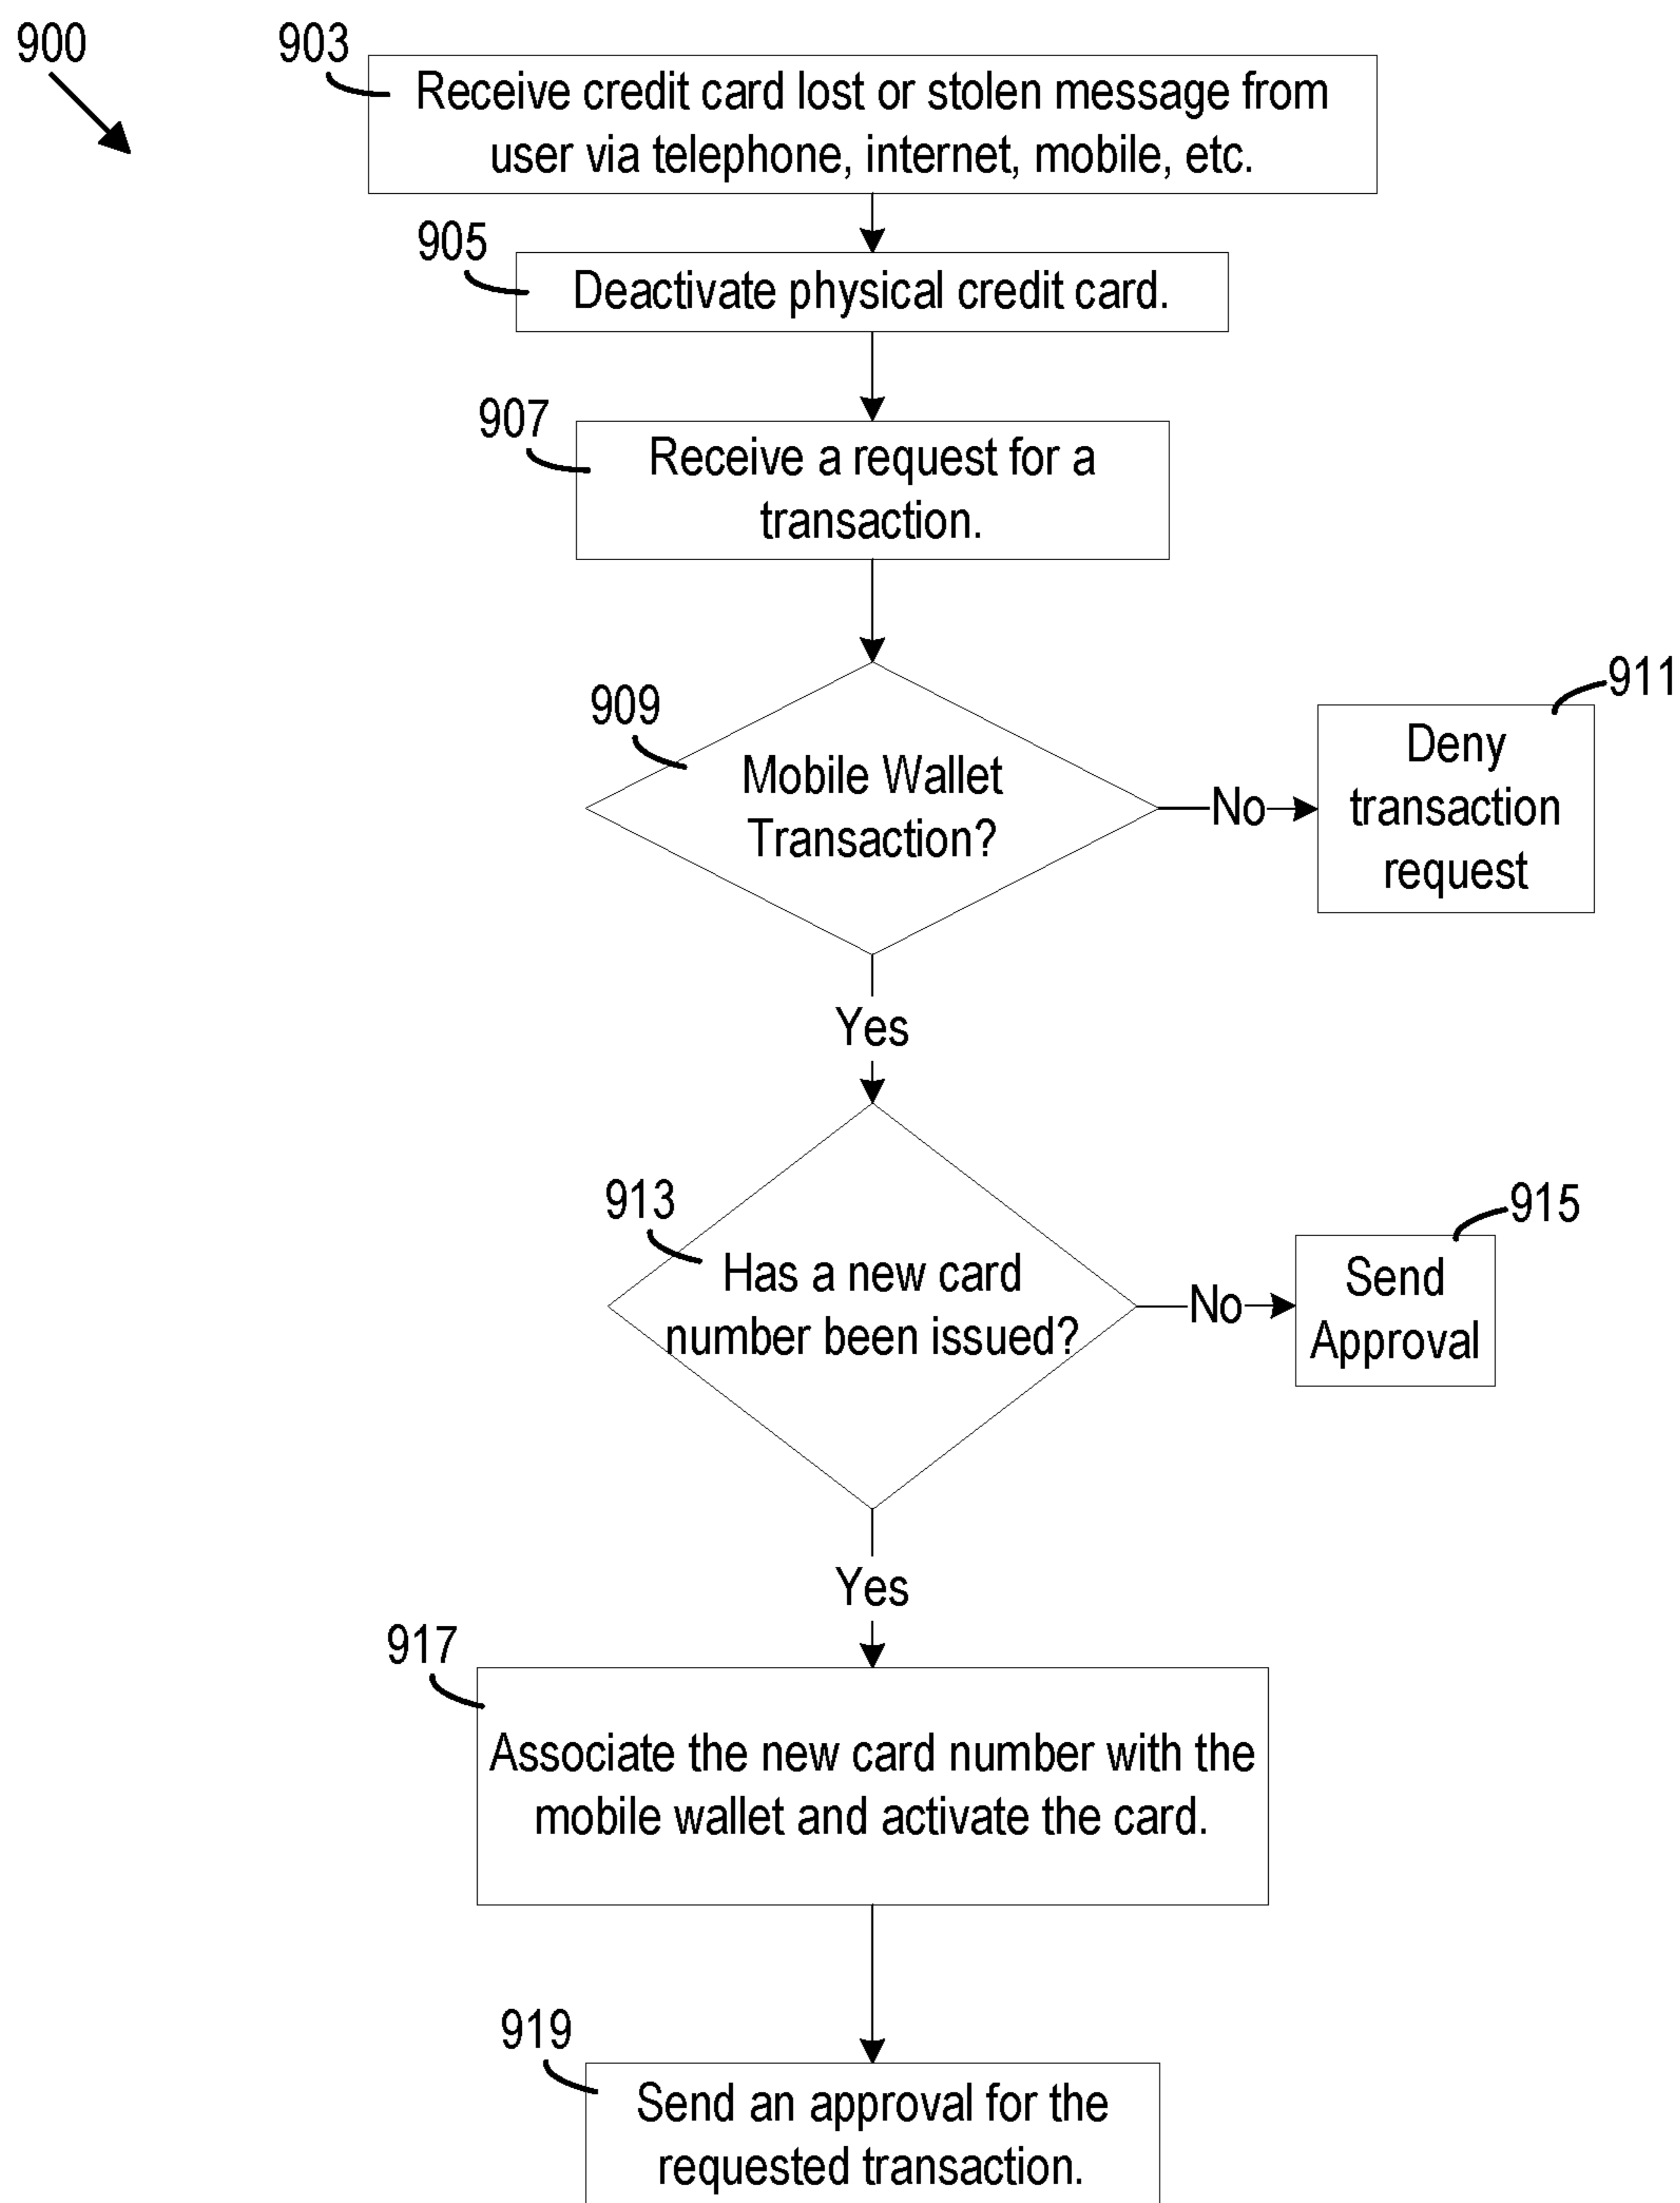 900
903
Receive credit card lost or stolen message from
user via telephone, internet, mobile, etc.
905
Deactivate physical credit card.
907
Receive a request for a
transaction.
909
Mobile Wallet
Transaction?
No
911
Deny
transaction
request
Yes
913
Has a new card
number been issued?
No
915
Send
Approval
Yes
917
Associate the new card number with the
mobile wallet and activate the card.
919
Send an approval for the
requested transaction.